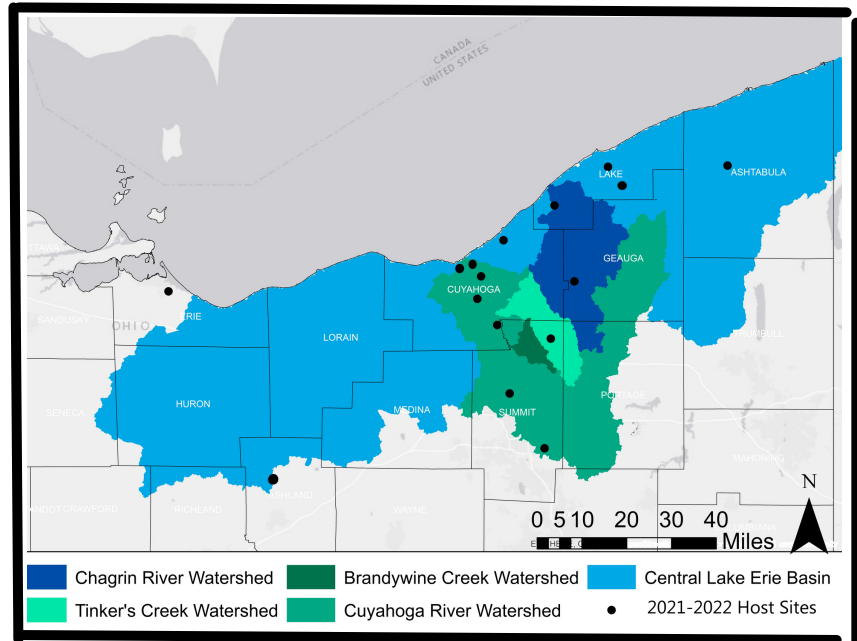 CANADA
UNITED STATES
LAKE
ASHTABULA
OTTAWA
GEAUGA
CUYAHOGA
ERIE
SANDUSKY
OHIO
LORAIN
TRUMBULL
HURON
MEDINA
PORTAGE
SENECA
SUMMIT
MAHONING
ASHLAND
CRAWFORD
RICHLAND
WAYNE
N
0 5 10 20 30 40
Miles
Chagrin River Watershed
Brandywine Creek Watershed
Central Lake Erie Basin
Tinker's Creek Watershed
Cuyahoga River Watershed
2021-2022 Host Sites